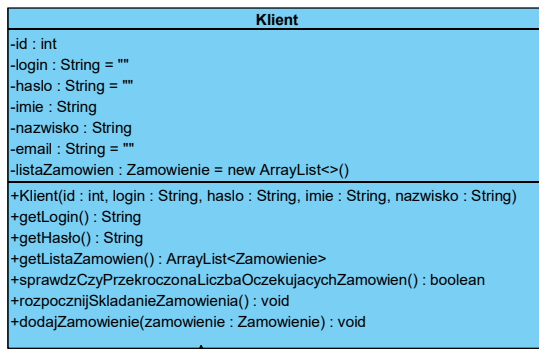 Klient
-id : int
-login : String = ""
-haslo : String = ""
-imie : String
-nazwisko : String
-email : String = ""
-listaZamowien : Zamowienie = new ArrayList<>()
+Klient(id : int, login : String, haslo : String, imie : String, nazwisko : String)
+getLogin() : String
+getHasło() : String
+getListaZamowien() : ArrayList<Zamowienie>
+sprawdzCzyPrzekroczonaLiczbaOczekujacychZamowien() : boolean
+rozpocznijSkladanieZamowienia() : void
+dodajZamowienie(zamowienie : Zamowienie) : void